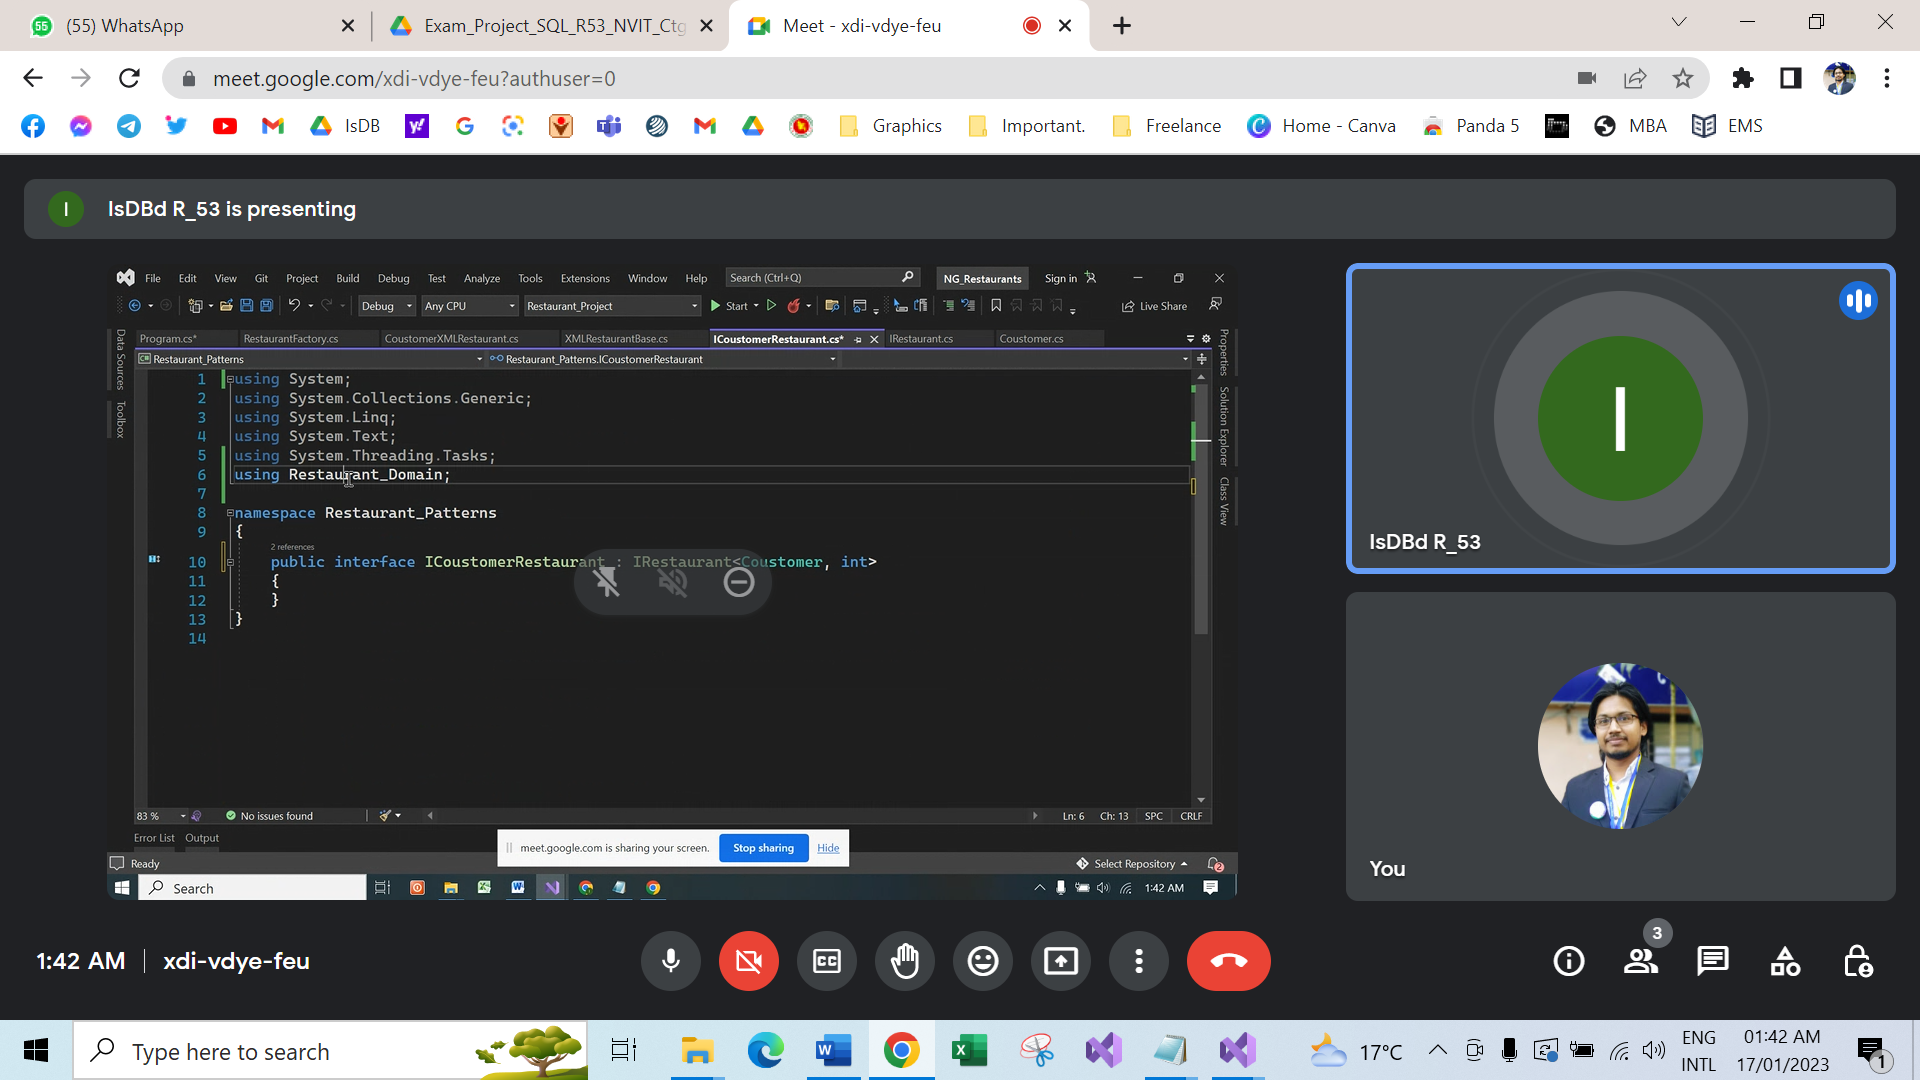 (55) WhatsApp
Exam_Project_SQL_R53_NVIT_Ctg
Meet - xdi-vdye-feu
meet.google.com/xdi-vdye-feu?authuser=0
IsDB
Graphics
Important.
Freelance
Home - Canva
Panda 5
MBA
EMS
I
IsDBd R_53 is presenting
File Edit View Git Project Build Debug Test Analyze Tools Extensions Window Help
Search (Ctrl+Q)
NG_Restaurants
Sign in
Debug
Any CPU
Restaurant_Project
Start
Live Share
Data Sources
Toolbox
Program.cs*
RestaurantFactory.cs
CoustomerXMLRestaurant.cs
XMLRestaurantBase.cs
ICoustomerRestaurant.cs*
IRestaurant.cs
Coustomer.cs
Restaurant_Patterns
Restaurant_Patterns.ICoustomerRestaurant
Properties
Solution Explorer
Class View
1 using System;
2 using System.Collections.Generic;
3 using System.Linq;
4 using System.Text;
5 using System.Threading.Tasks;
6 using Restaurant_Domain;
7
8 namespace Restaurant_Patterns
9 {
2 references
10 public interface ICoustomerRestaurant : IRestaurant<Coustomer, int>
11 {
12 }
13 }
14
83 %
No issues found
Ln: 6 Ch: 13 SPC CRLF
Error List Output
meet.google.com is sharing your screen.
Stop sharing
Hide
Ready
Select Repository
2
Search
1:42 AM
I
IsDBd R_53
You
1:42 AM
xdi-vdye-feu
CC
3
Type here to search
17°C
ENG
INTL
01:42 AM
17/01/2023
1